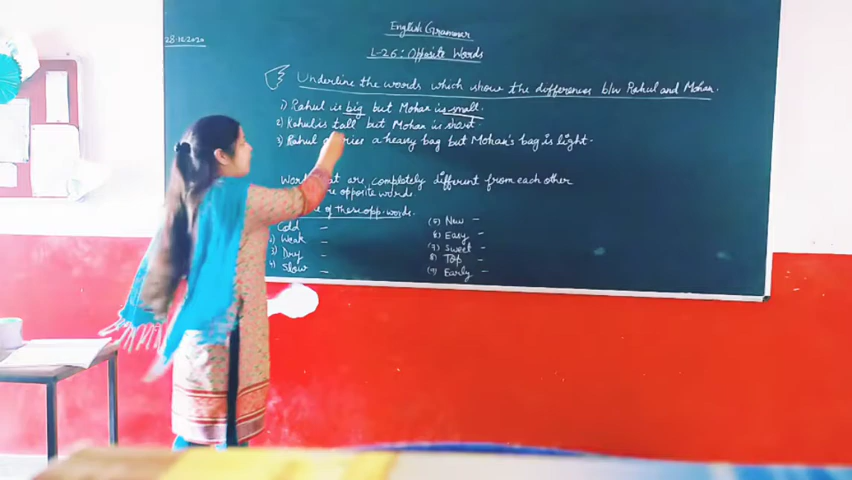 English Grammar
28.12.2020
L-26: Opposite Words
Underline the words which show the difference b/w Rahul and Mohan.
1) Rahul is big but Mohan is small.
2) Rahul is tall but Mohan is short.
3) Rahul a heavy bag but Mohan's bag is light.
are completely different from each other
opposite words
of these opp. words.
Cold - (5) New -
Weak - (6) Easy -
3) Dry - (7) Sweet -
4) Slow - 8) Top -
(9) Early -